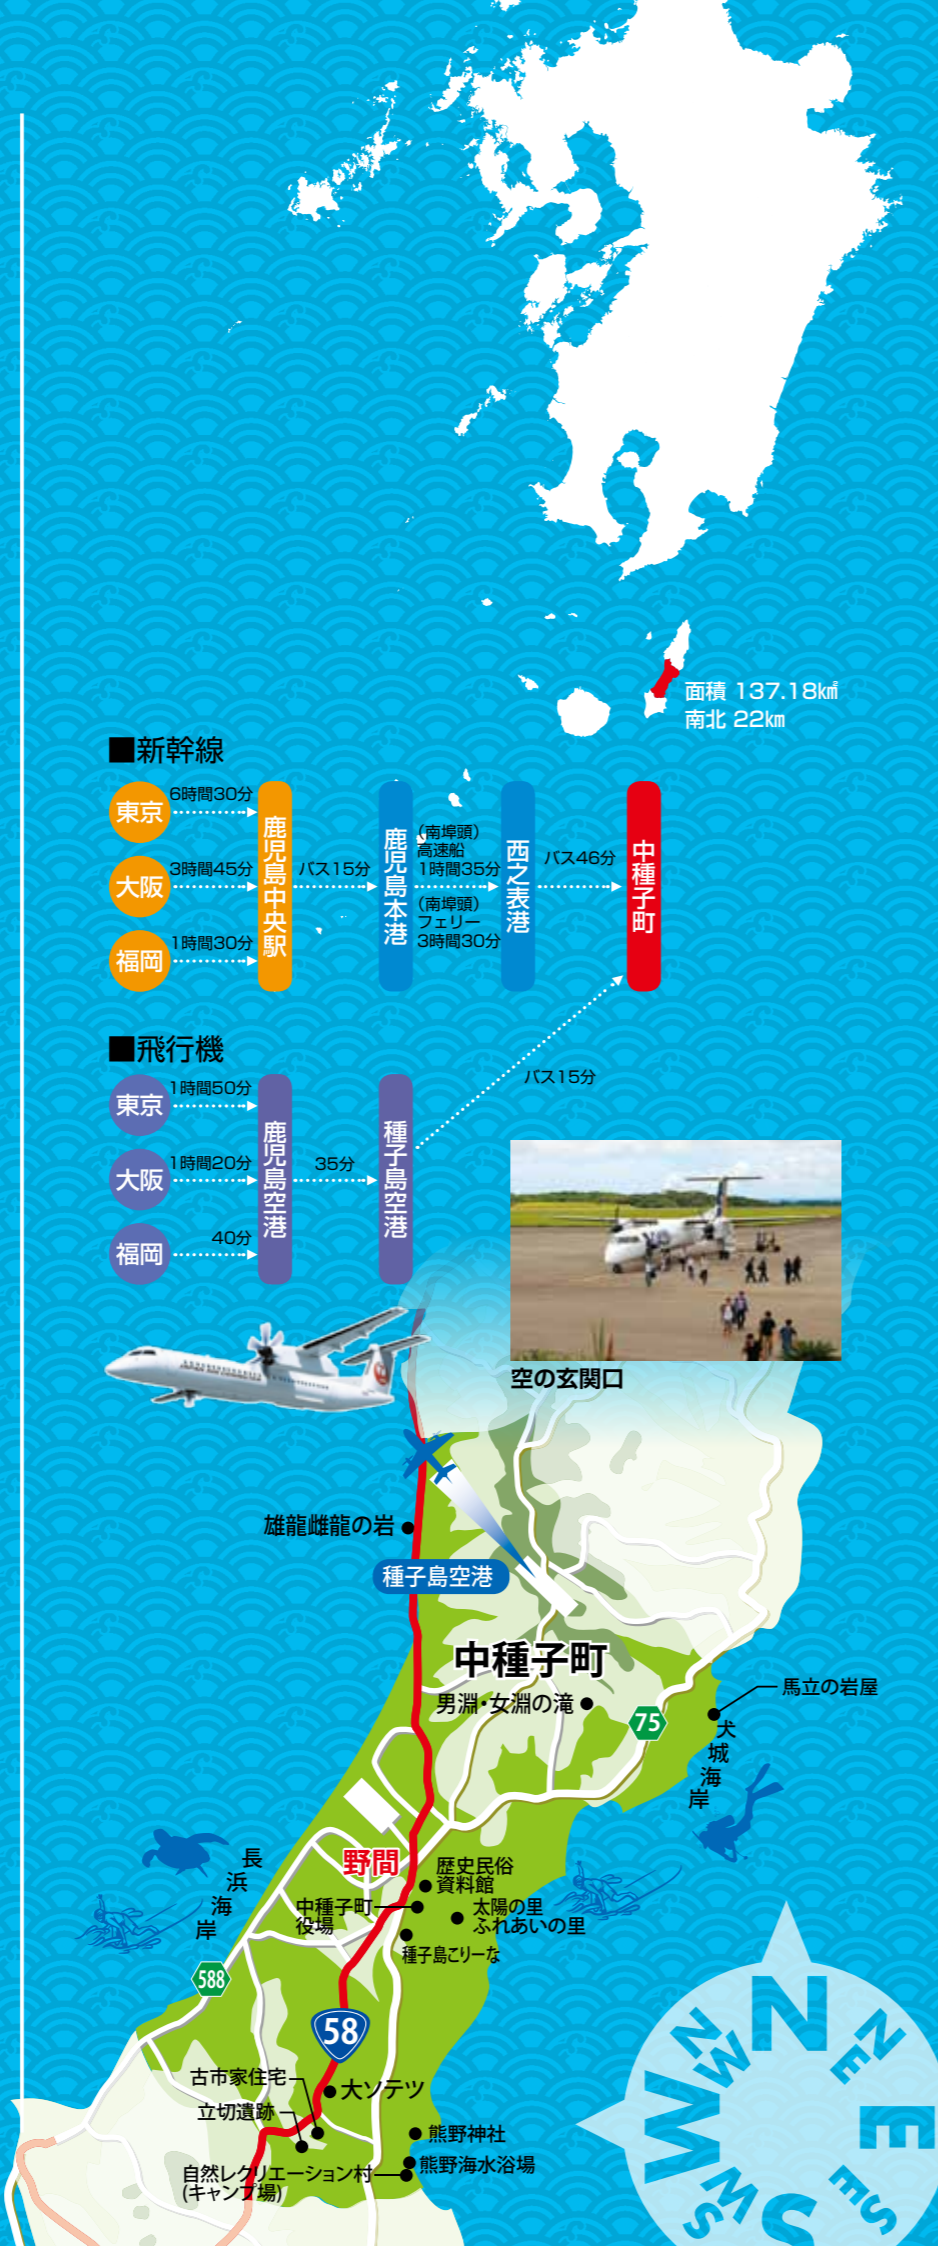 面積 137.18㎢
南北 22㎞
■新幹線
東京
6時間30分
大阪
3時間45分
福岡
1時間30分
鹿児島中央駅
バス15分
鹿児島本港
(南埠頭)
高速船
1時間35分
(南埠頭)
フェリー
3時間30分
西之表港
バス46分
中種子町
■飛行機
東京
1時間50分
大阪
1時間20分
福岡
40分
鹿児島空港
35分
種子島空港
バス15分
空の玄関口
雄龍雌龍の岩
種子島空港
中種子町
男淵・女淵の滝
75
馬立の岩屋
犬城海岸
長浜海岸
野間
歴史民俗
資料館
中種子町
役場
太陽の里
ふれあいの里
種子島こりーな
588
58
古市家住宅
大ソテツ
立切遺跡
熊野神社
熊野海水浴場
自然レクリエーション村
(キャンプ場)
N
NW
NE
W
E
SW
SE
S